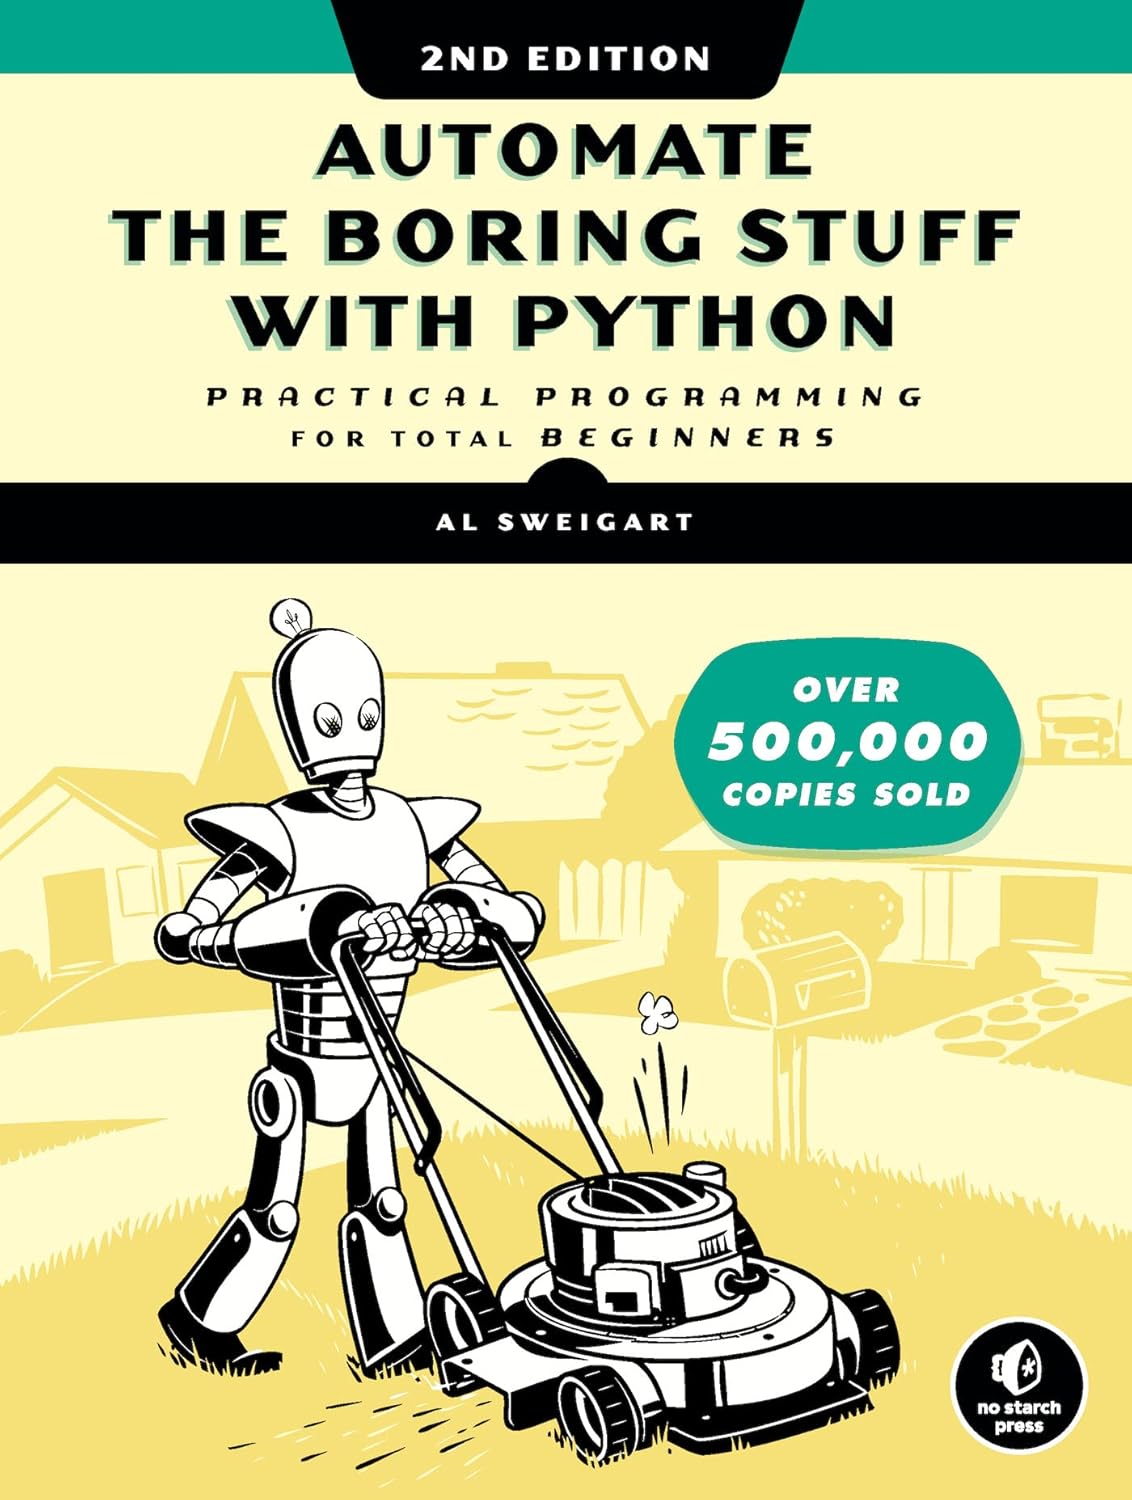 2ND EDITION
AUTOMATE
THE BORING STUFF
WITH PYTHON
PRACTICAL PROGRAMMING
FOR TOTAL BEGINNERS
AL SWEIGART
OVER
500,000
COPIES SOLD
no starch
press